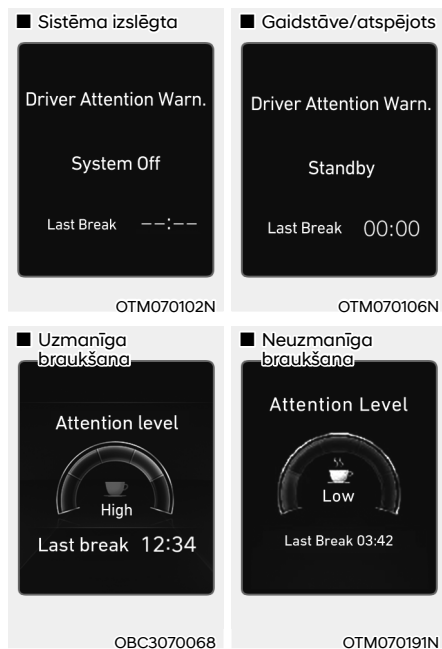 ■ Sistēma izslēgta
Driver Attention Warn.
System Off
Last Break --:--
OTM070102N
■ Gaidstāve/atspējots
Driver Attention Warn.
Standby
Last Break 00:00
OTM070106N
■ Uzmanīga
braukšana
Attention level
High
Last break 12:34
OBC3070068
■ Neuzmanīga
braukšana
Attention Level
Low
Last Break 03:42
OTM070191N